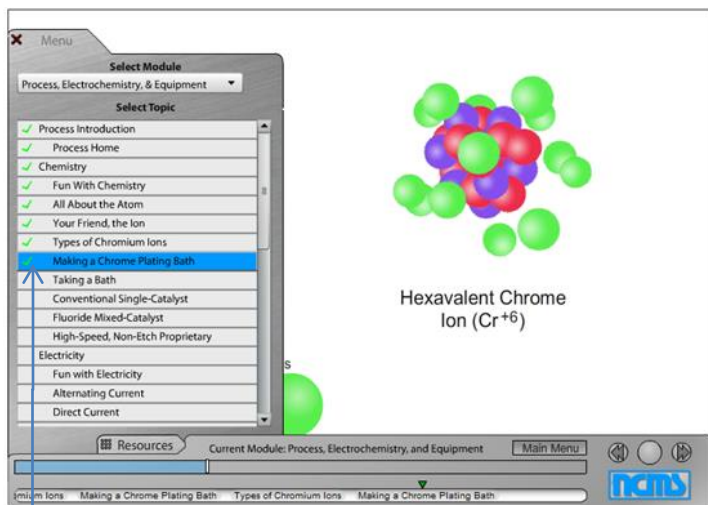 Menu
Select Module
Process, Electrochemistry, & Equipment
Select Topic
Process Introduction
Process Home
Chemistry
Fun With Chemistry
All About the Atom
Your Friend, the Ion
Types of Chromium Ions
Making a Chrome Plating Bath
Taking a Bath
Conventional Single-Catalyst
Fluoride Mixed-Catalyst
High-Speed, Non-Etch Proprietary
Electricity
Fun with Electricity
Alternating Current
Direct Current
Hexavalent Chrome
Ion (Cr+6)
s
Resources
Current Module: Process, Electrochemistry, and Equipment
Main Menu
omium Ions Making a Chrome Plating Bath Types of Chromium Ions Making a Chrome Plating Bath
ncms